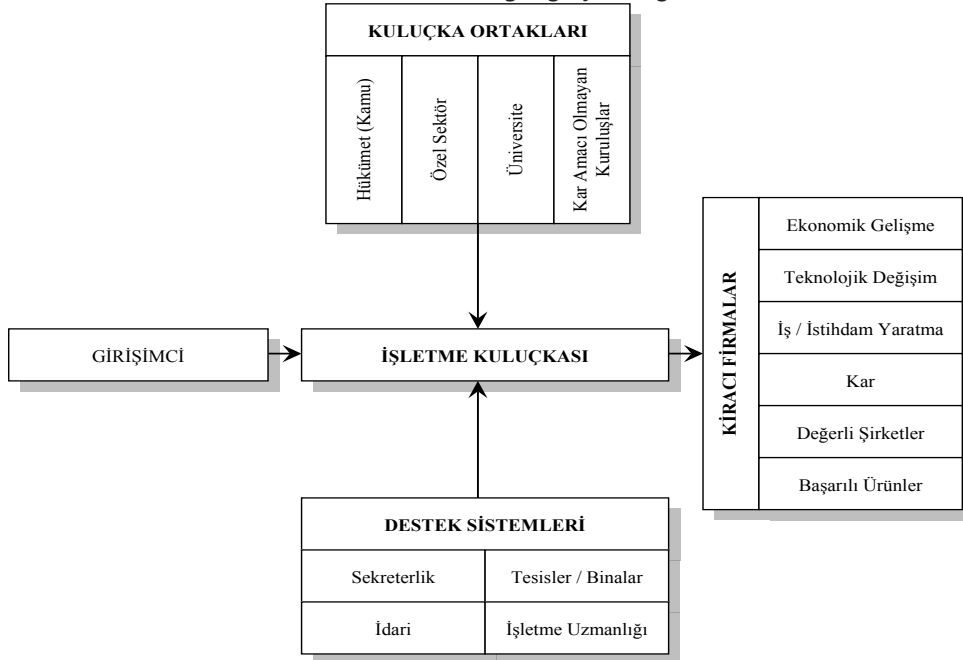 KULUÇKA ORTAKLARI
Hükümet (Kamu)
Özel Sektör
Üniversite
Kar Amacı Olmayan
Kuruluşlar
GİRİŞİMCİ
İŞLETME KULUÇKASI
KİRACI FİRMALAR
Ekonomik Gelişme
Teknolojik Değişim
İş / İstihdam Yaratma
Kar
Değerli Şirketler
Başarılı Ürünler
DESTEK SİSTEMLERİ
Sekreterlik
Tesisler / Binalar
İdari
İşletme Uzmanlığı